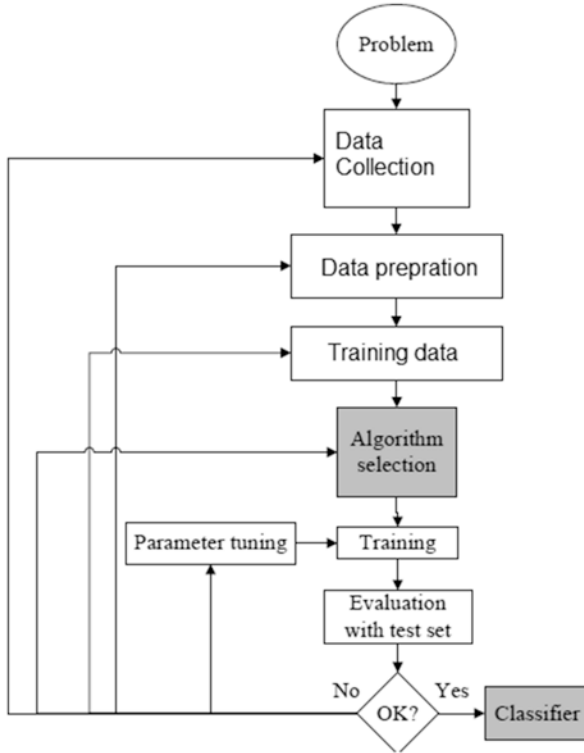 Problem
Data
Collection
Data prepration
Training data
Algorithm
selection
Parameter tuning
Training
Evaluation
with test set
No
OK?
Yes
Classifier